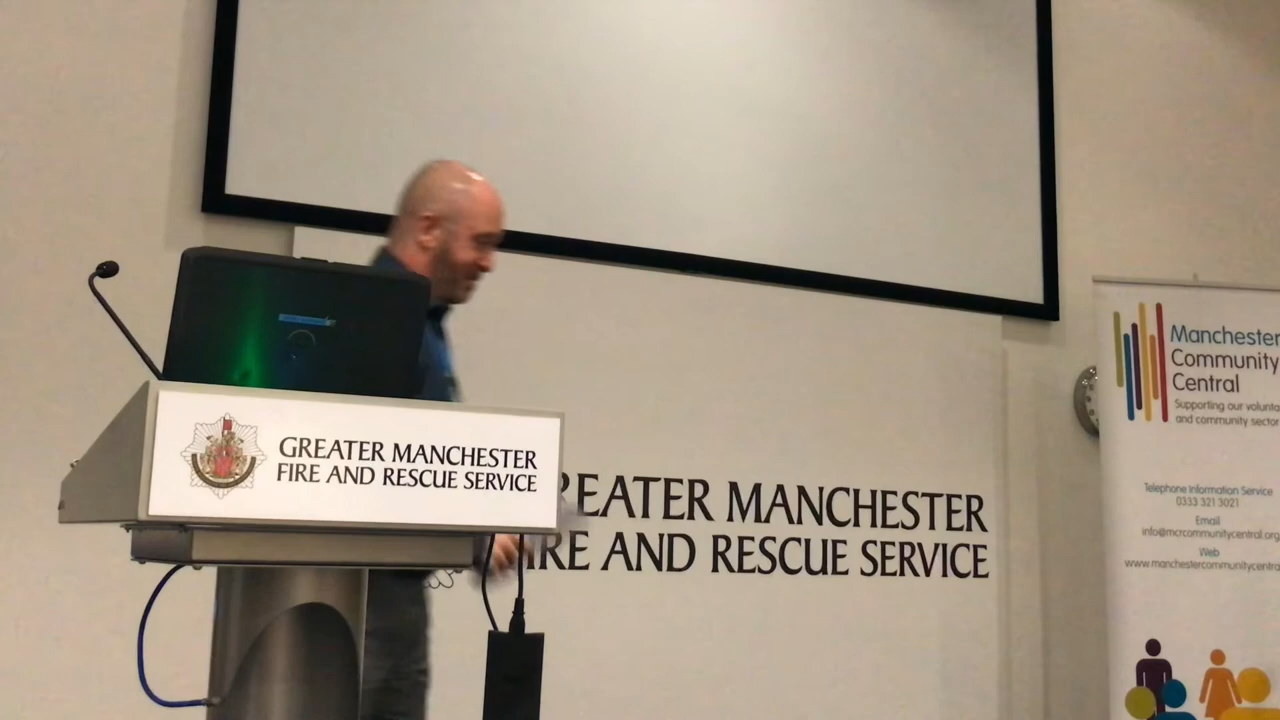 GREATER MANCHESTER
FIRE AND RESCUE SERVICE
REATER MANCHESTER
IRE AND RESCUE SERVICE
Manchester
Community
Central
Supporting our volunta
and community sector
Telephone Information Service
0333 321 3021
Email
info@mcrcommunitycentral.org
Web
www.manchestercommunitycentral